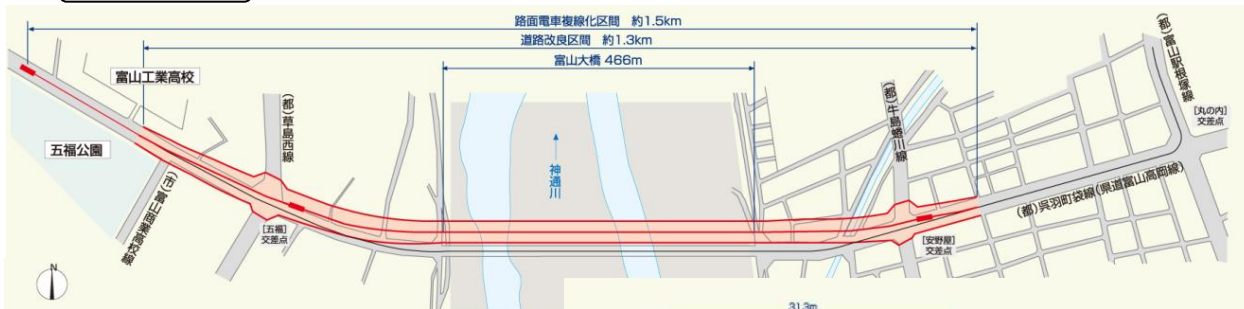 路面電車複線化区間 約1.5km
道路改良区間 約1.3km
富山大橋 466m
富山工業高校
五福公園
(市)富山商業高校線
(都)草島西線
[五福]
交差点
神通川
(都)牛島蜷川線
[安野屋]
交差点
(都)呉羽町袋線(県道富山高岡線)
(都)富山駅根塚線
[丸の内]
交差点
N
31.3m